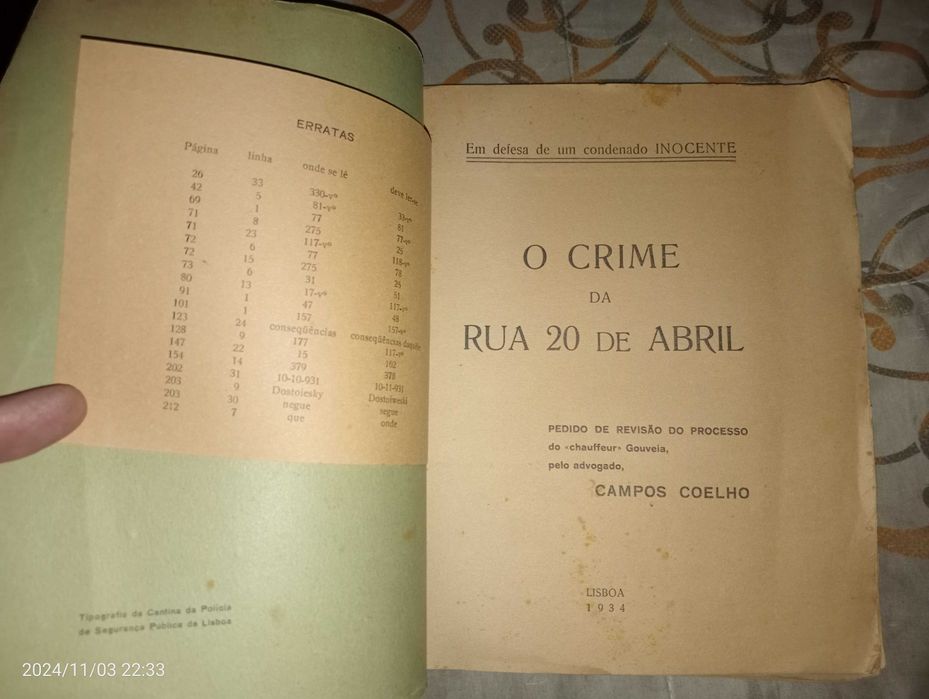 ERRATAS
Página linha onde se lê deve ler-se
26 33 330-vº 33-vº
42 5 81-vº 81
69 1 77 77-vº
71 8 275 25
71 23 117-vº 118-vº
72 6 77 78
72 15 275 25
73 6 31 51
80 13 17-vº 117-vº
91 1 47 48
101 1 157 157-vº
123 24 conseqüências conseqüências
128 9 177 117-vº
147 22 15 162
154 14 379 378
202 31 10-10-931 10-11-931
203 9 Dostoiesky Dostoiewski
203 30 negue segue
212 7 que onde
Tipografia da Cantina da Polícia
de Segurança Pública de Lisboa
Em defesa de um condenado INOCENTE
O CRIME
DA
RUA 20 DE ABRIL
PEDIDO DE REVISÃO DO PROCESSO
do «chauffeur» Gouveia,
pelo advogado,
CAMPOS COELHO
LISBOA
1934
2024/11/03 22:33